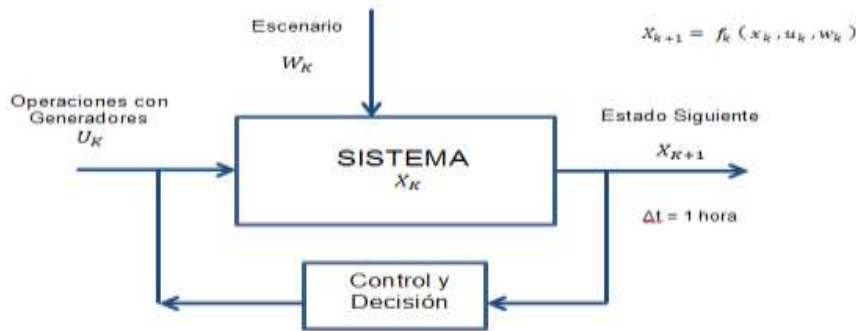 Escenario
W_K
X_{k+1} = f_k ( x_k , u_k , w_k )
Operaciones con
Generadores
U_K
SISTEMA
X_K
Estado Siguiente
X_{K+1}
Δt = 1 hora
Control y
Decisión